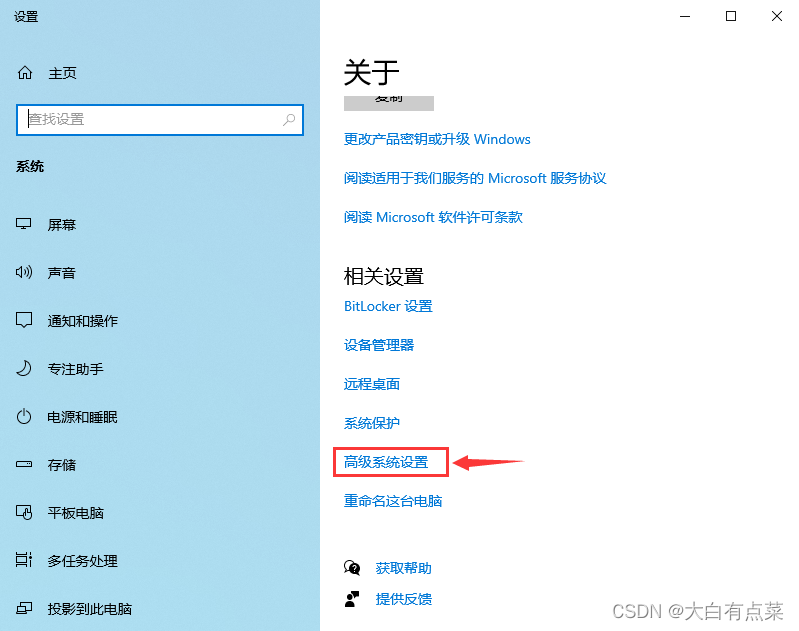 设置
主页
查找设置
系统
屏幕
声音
通知和操作
专注助手
电源和睡眠
存储
平板电脑
多任务处理
投影到此电脑
关于
复制
更改产品密钥或升级 Windows
阅读适用于我们服务的 Microsoft 服务协议
阅读 Microsoft 软件许可条款
相关设置
BitLocker 设置
设备管理器
远程桌面
系统保护
高级系统设置
重命名这台电脑
获取帮助
提供反馈
CSDN @大白有点菜